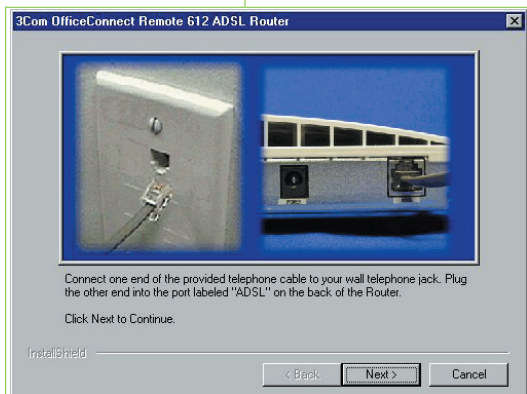 3Com OfficeConnect Remote 612 ADSL Router
POWER
Connect one end of the provided telephone cable to your wall telephone jack. Plug
the other end into the port labeled "ADSL" on the back of the Router.
Click Next to Continue.
InstallShield
< Back
Next >
Cancel